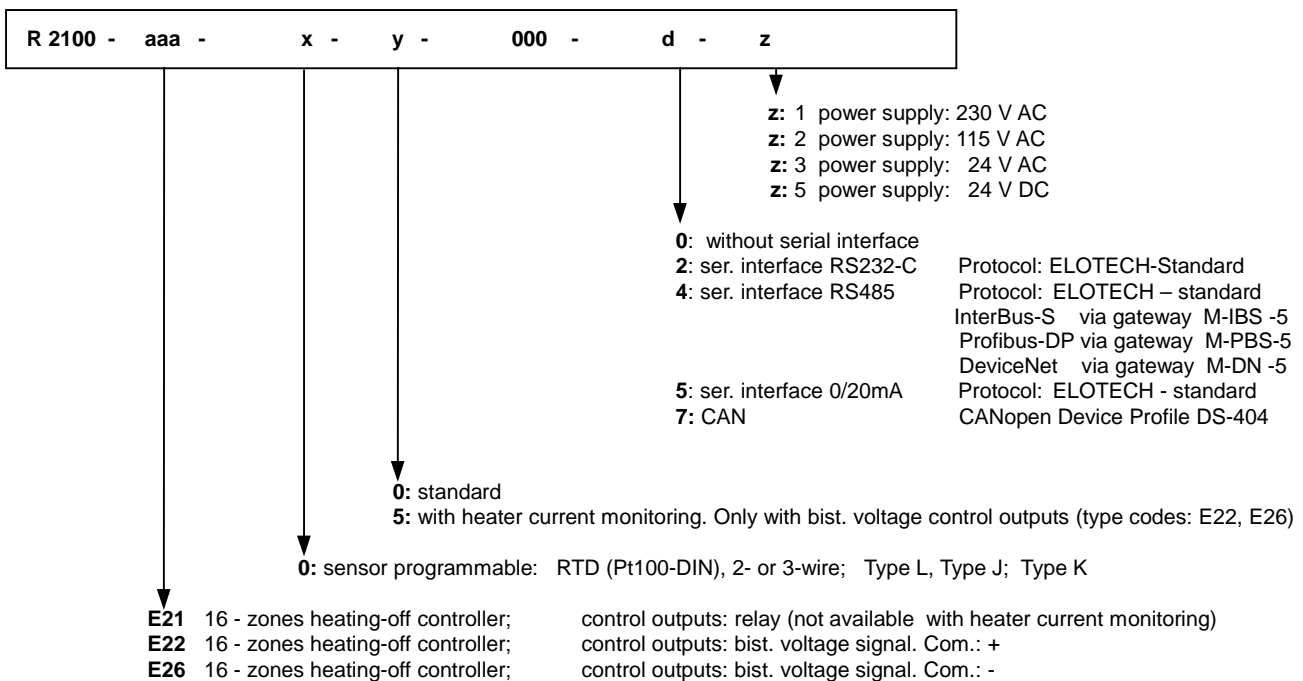 R 2100 - aaa - x - y - 000 - d - z
z: 1 power supply: 230 V AC
z: 2 power supply: 115 V AC
z: 3 power supply: 24 V AC
z: 5 power supply: 24 V DC
0: without serial interface
2: ser. interface RS232-C Protocol: ELOTECH-Standard
4: ser. interface RS485 Protocol: ELOTECH – standard
InterBus-S via gateway M-IBS -5
Profibus-DP via gateway M-PBS-5
DeviceNet via gateway M-DN -5
5: ser. interface 0/20mA Protocol: ELOTECH - standard
7: CAN CANopen Device Profile DS-404
0: standard
5: with heater current monitoring. Only with bist. voltage control outputs (type codes: E22, E26)
0: sensor programmable: RTD (Pt100-DIN), 2- or 3-wire; Type L, Type J; Type K
E21 16 - zones heating-off controller; control outputs: relay (not available with heater current monitoring)
E22 16 - zones heating-off controller; control outputs: bist. voltage signal. Com.: +
E26 16 - zones heating-off controller; control outputs: bist. voltage signal. Com.: -